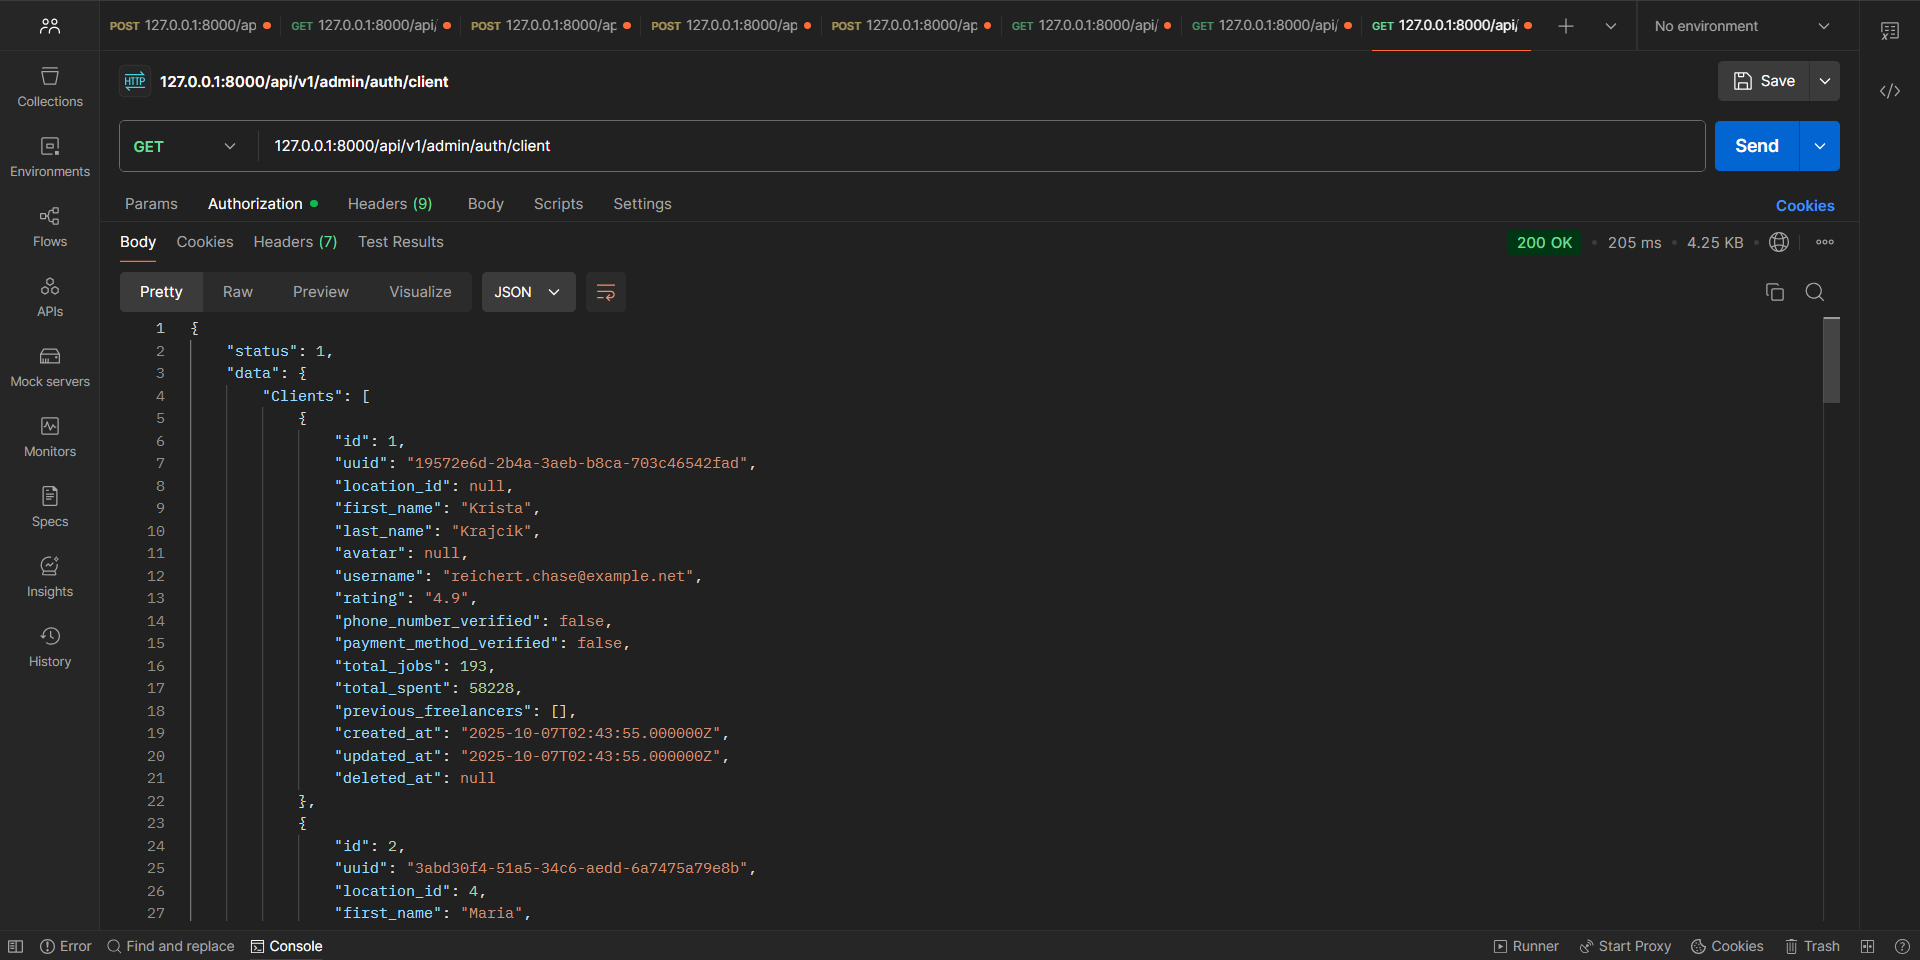 POST 127.0.0.1:8000/ap GET 127.0.0.1:8000/api/ POST 127.0.0.1:8000/ap POST 127.0.0.1:8000/ap POST 127.0.0.1:8000/ap GET 127.0.0.1:8000/api/ GET 127.0.0.1:8000/api/ GET 127.0.0.1:8000/api/ No environment
HTTP 127.0.0.1:8000/api/v1/admin/auth/client Save
GET 127.0.0.1:8000/api/v1/admin/auth/client Send
Params Authorization Headers (9) Body Scripts Settings Cookies
Body Cookies Headers (7) Test Results 200 OK 205 ms 4.25 KB
Pretty Raw Preview Visualize JSON
Collections
Environments
Flows
APIs
Mock servers
Monitors
Specs
Insights
History
1 {
2 "status": 1,
3 "data": {
4 "Clients": [
5 {
6 "id": 1,
7 "uuid": "19572e6d-2b4a-3aeb-b8ca-703c46542fad",
8 "location_id": null,
9 "first_name": "Krista",
10 "last_name": "Krajcik",
11 "avatar": null,
12 "username": "reichert.chase@example.net",
13 "rating": "4.9",
14 "phone_number_verified": false,
15 "payment_method_verified": false,
16 "total_jobs": 193,
17 "total_spent": 58228,
18 "previous_freelancers": [],
19 "created_at": "2025-10-07T02:43:55.000000Z",
20 "updated_at": "2025-10-07T02:43:55.000000Z",
21 "deleted_at": null
22 },
23 {
24 "id": 2,
25 "uuid": "3abd30f4-51a5-34c6-aedd-6a7475a79e8b",
26 "location_id": 4,
27 "first_name": "Maria",
Error Find and replace Console Runner Start Proxy Cookies Trash